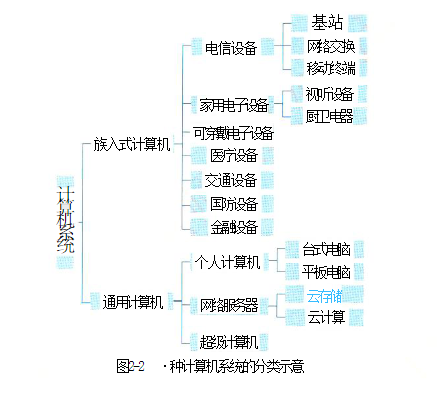 基站
电信设备
网络交换
移动终端
视听设备
家用电子设备
厨卫电器
可穿戴电子设备
族入式计算机
医疗设备
交通设备
计算机系统
国防设备
金融设备
台式电脑
个人计算机
平板电脑
云存储
通用计算机
网络服务器
云计算
超级计算机
图2-2 ·种计算机系统的分类示意